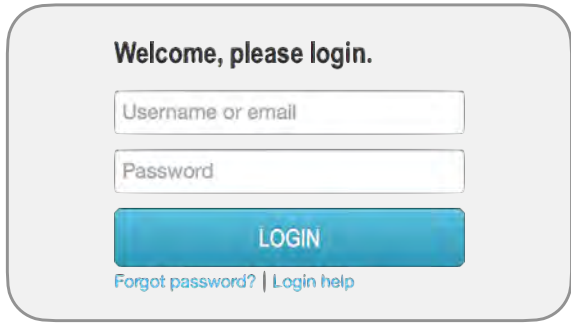 Welcome, please login.
Username or email
Password
LOGIN
Forgot password? | Login help